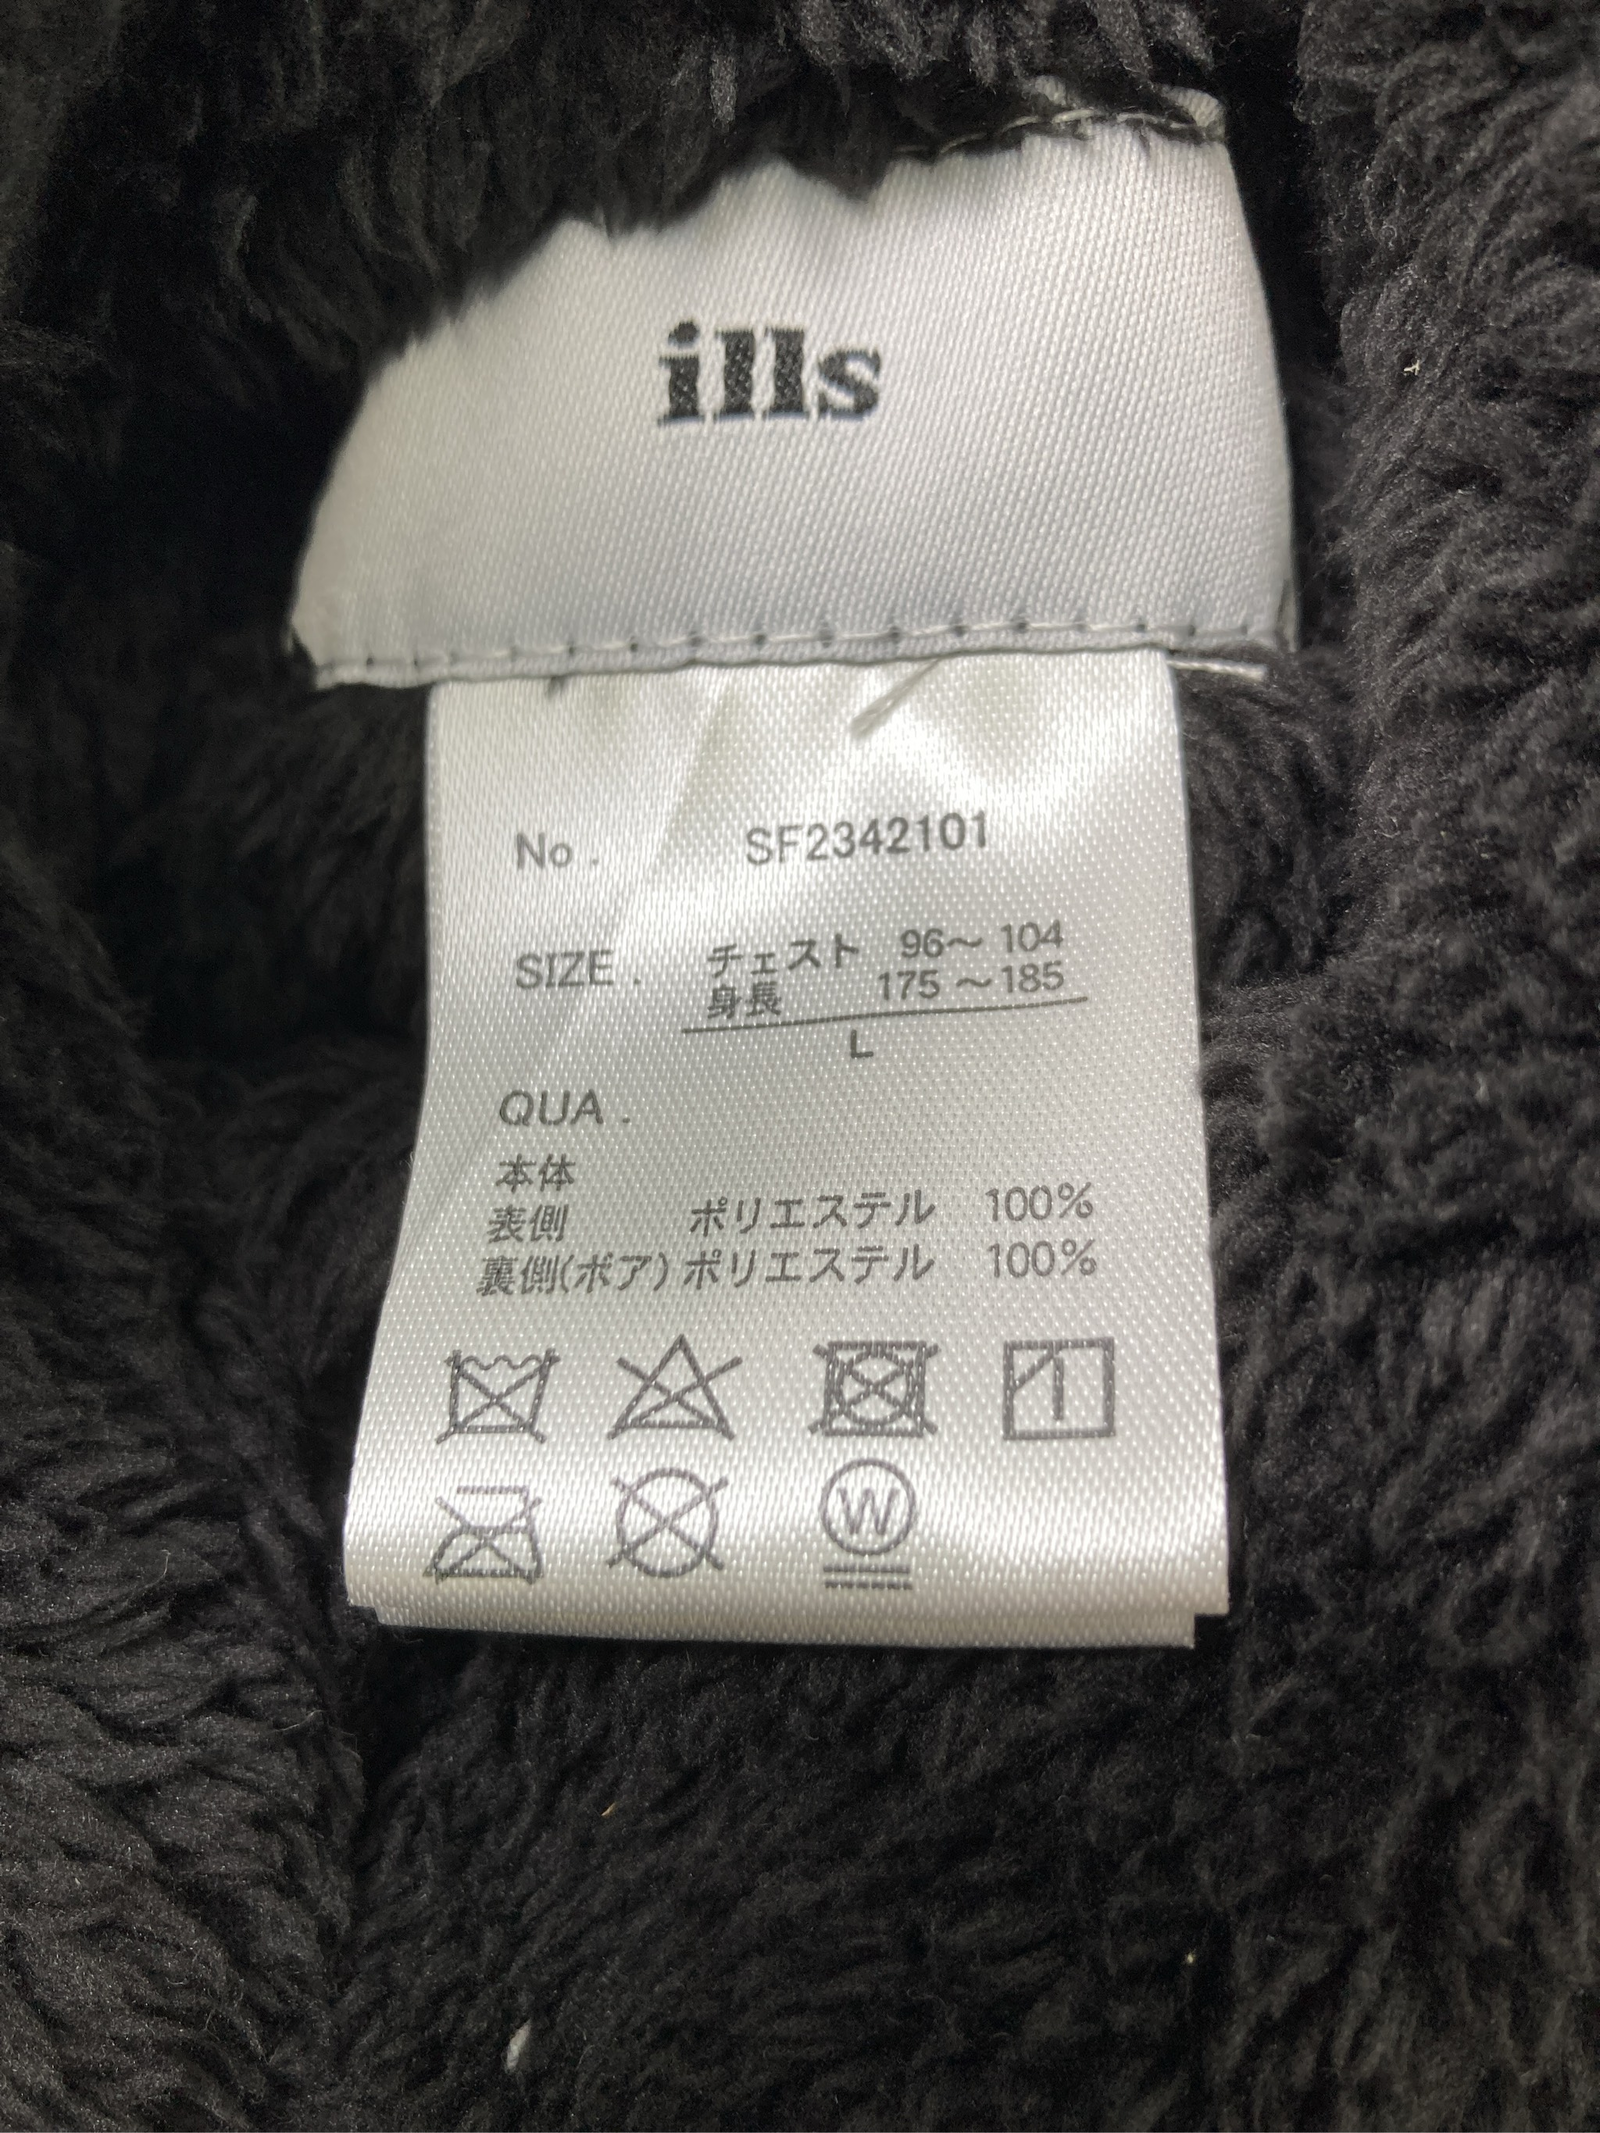 ills
No. SF2342101
SIZE. チェスト 96～104
身長 175～185
L
QUA.
本体
表側 ポリエステル 100%
裏側(ボア) ポリエステル 100%
W